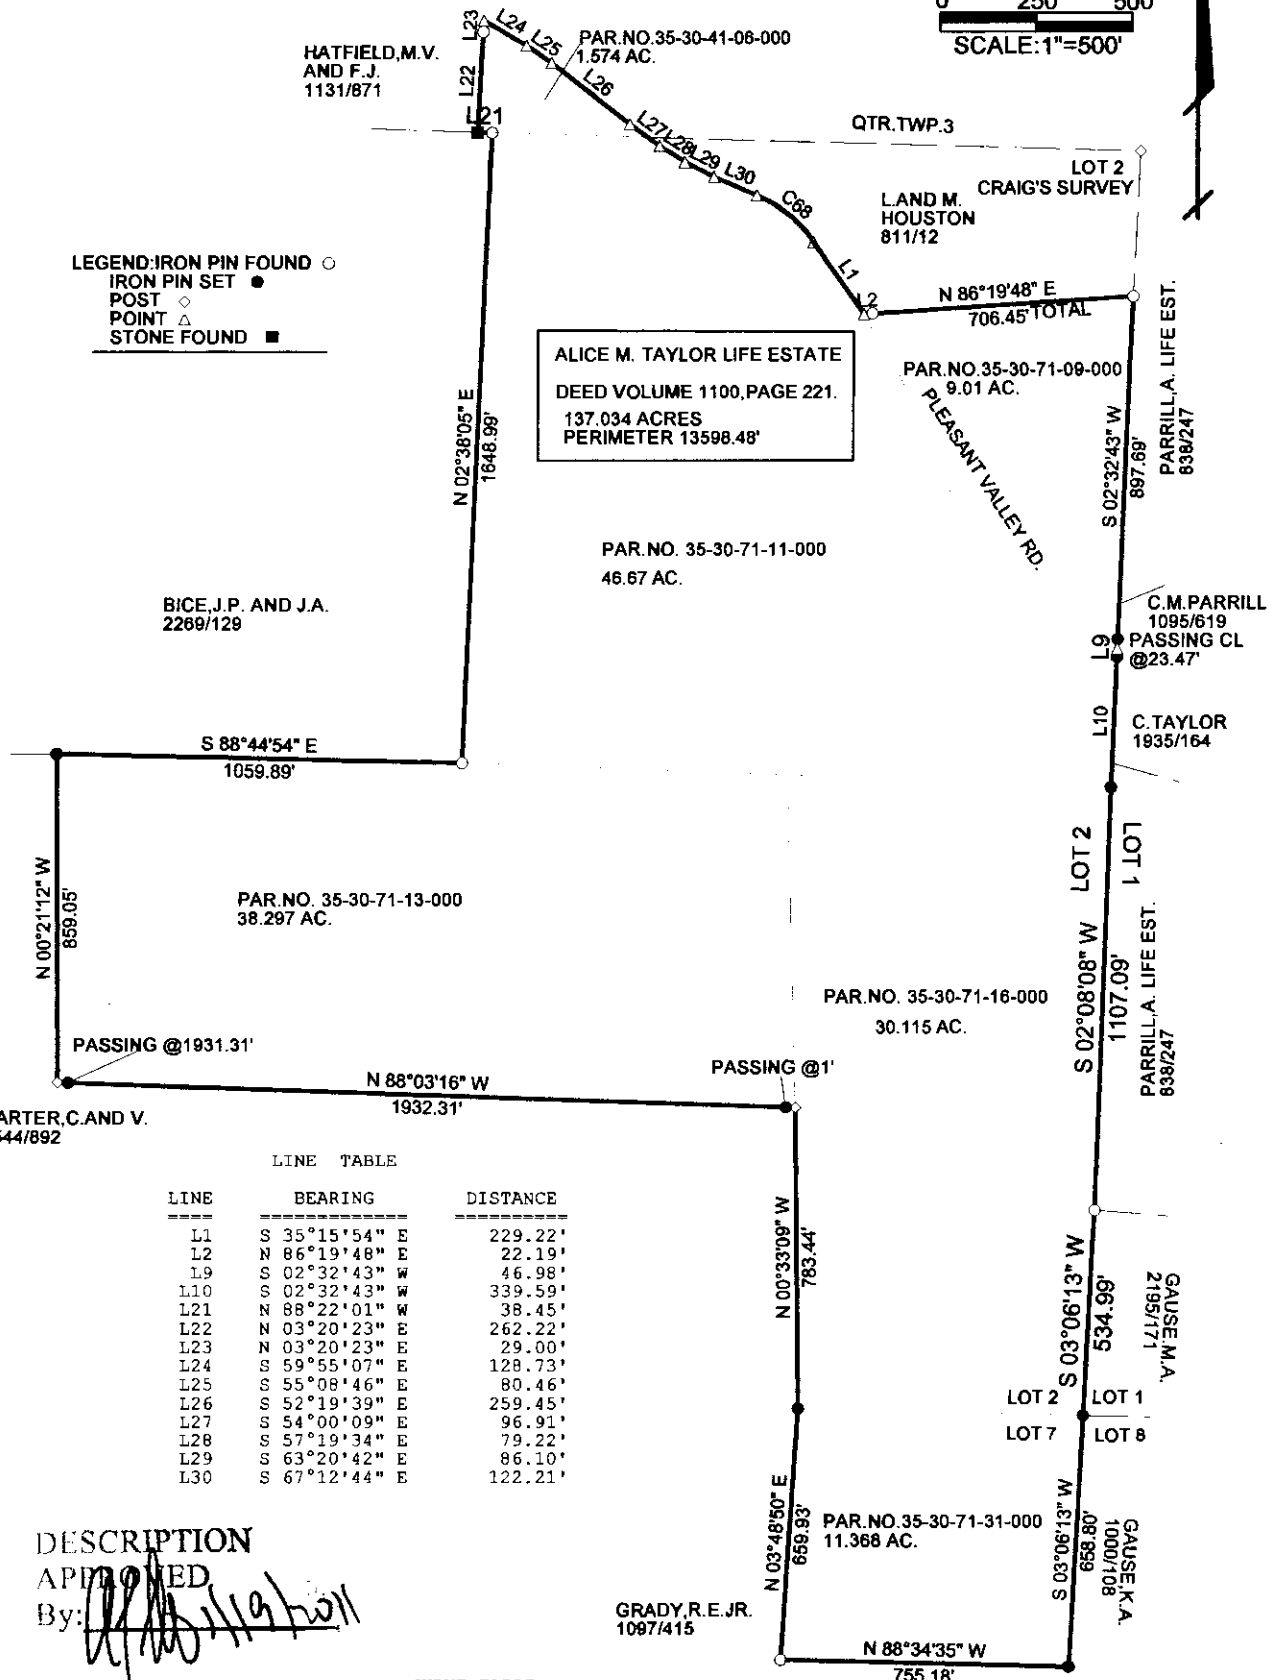 0 250 500
SCALE:1"=500'
HATFIELD,M.V.
AND F.J.
1131/871
L23
L24
L25
PAR.NO.35-30-41-06-000
1.574 AC.
L22
L26
L21
QTR.TWP.3
L27
L28
L29
L30
LOT 2
CRAIG'S SURVEY
L.AND M.
HOUSTON
811/12
C68
L1
L2
N 86°19'48" E
706.45' TOTAL
LEGEND:IRON PIN FOUND ○
IRON PIN SET ●
POST ◇
POINT △
STONE FOUND ■
ALICE M. TAYLOR LIFE ESTATE
DEED VOLUME 1100,PAGE 221.
137.034 ACRES
PERIMETER 13598.48'
PAR.NO.35-30-71-09-000
9.01 AC.
PARRILL,A. LIFE EST.
838/247
PLEASANT VALLEY RD.
S 02°32'43" W
897.69'
N 02°38'05" E
1648.99'
PAR.NO. 35-30-71-11-000
46.67 AC.
BICE,J.P. AND J.A.
2269/129
C.M.PARRILL
1095/619
L9
PASSING CL
@23.47'
L10
C.TAYLOR
1935/164
S 88°44'54" E
1059.89'
LOT 2
LOT 1
N 00°21'12" W
859.05'
PAR.NO. 35-30-71-13-000
38.297 AC.
S 02°08'08" W
1107.09'
PARRILL,A. LIFE EST.
838/247
PAR.NO. 35-30-71-16-000
30.115 AC.
PASSING @1931.31'
PASSING @1'
N 88°03'16" W
1932.31'
ARTER,C.AND V.
544/892
N 00°33'09" W
783.44'
S 03°06'13" W
534.99'
GAUSE,M.A.
2195/171
LINE TABLE
LINE BEARING DISTANCE
L1 S 35°15'54" E 229.22'
L2 N 86°19'48" E 22.19'
L9 S 02°32'43" W 46.98'
L10 S 02°32'43" W 339.59'
L21 N 88°22'01" W 38.45'
L22 N 03°20'23" E 262.22'
L23 N 03°20'23" E 29.00'
L24 S 59°55'07" E 128.73'
L25 S 55°08'46" E 80.46'
L26 S 52°19'39" E 259.45'
L27 S 54°00'09" E 96.91'
L28 S 57°19'34" E 79.22'
L29 S 63°20'42" E 86.10'
L30 S 67°12'44" E 122.21'
LOT 2 LOT 1
LOT 7 LOT 8
N 03°48'50" E
659.93'
PAR.NO.35-30-71-31-000
11.368 AC.
S 03°06'13" W
658.80'
GAUSE,K.A.
1000/108
DESCRIPTION
APPROVED
By:
GRADY,R.E.JR.
1097/415
N 88°34'35" W
755.18'